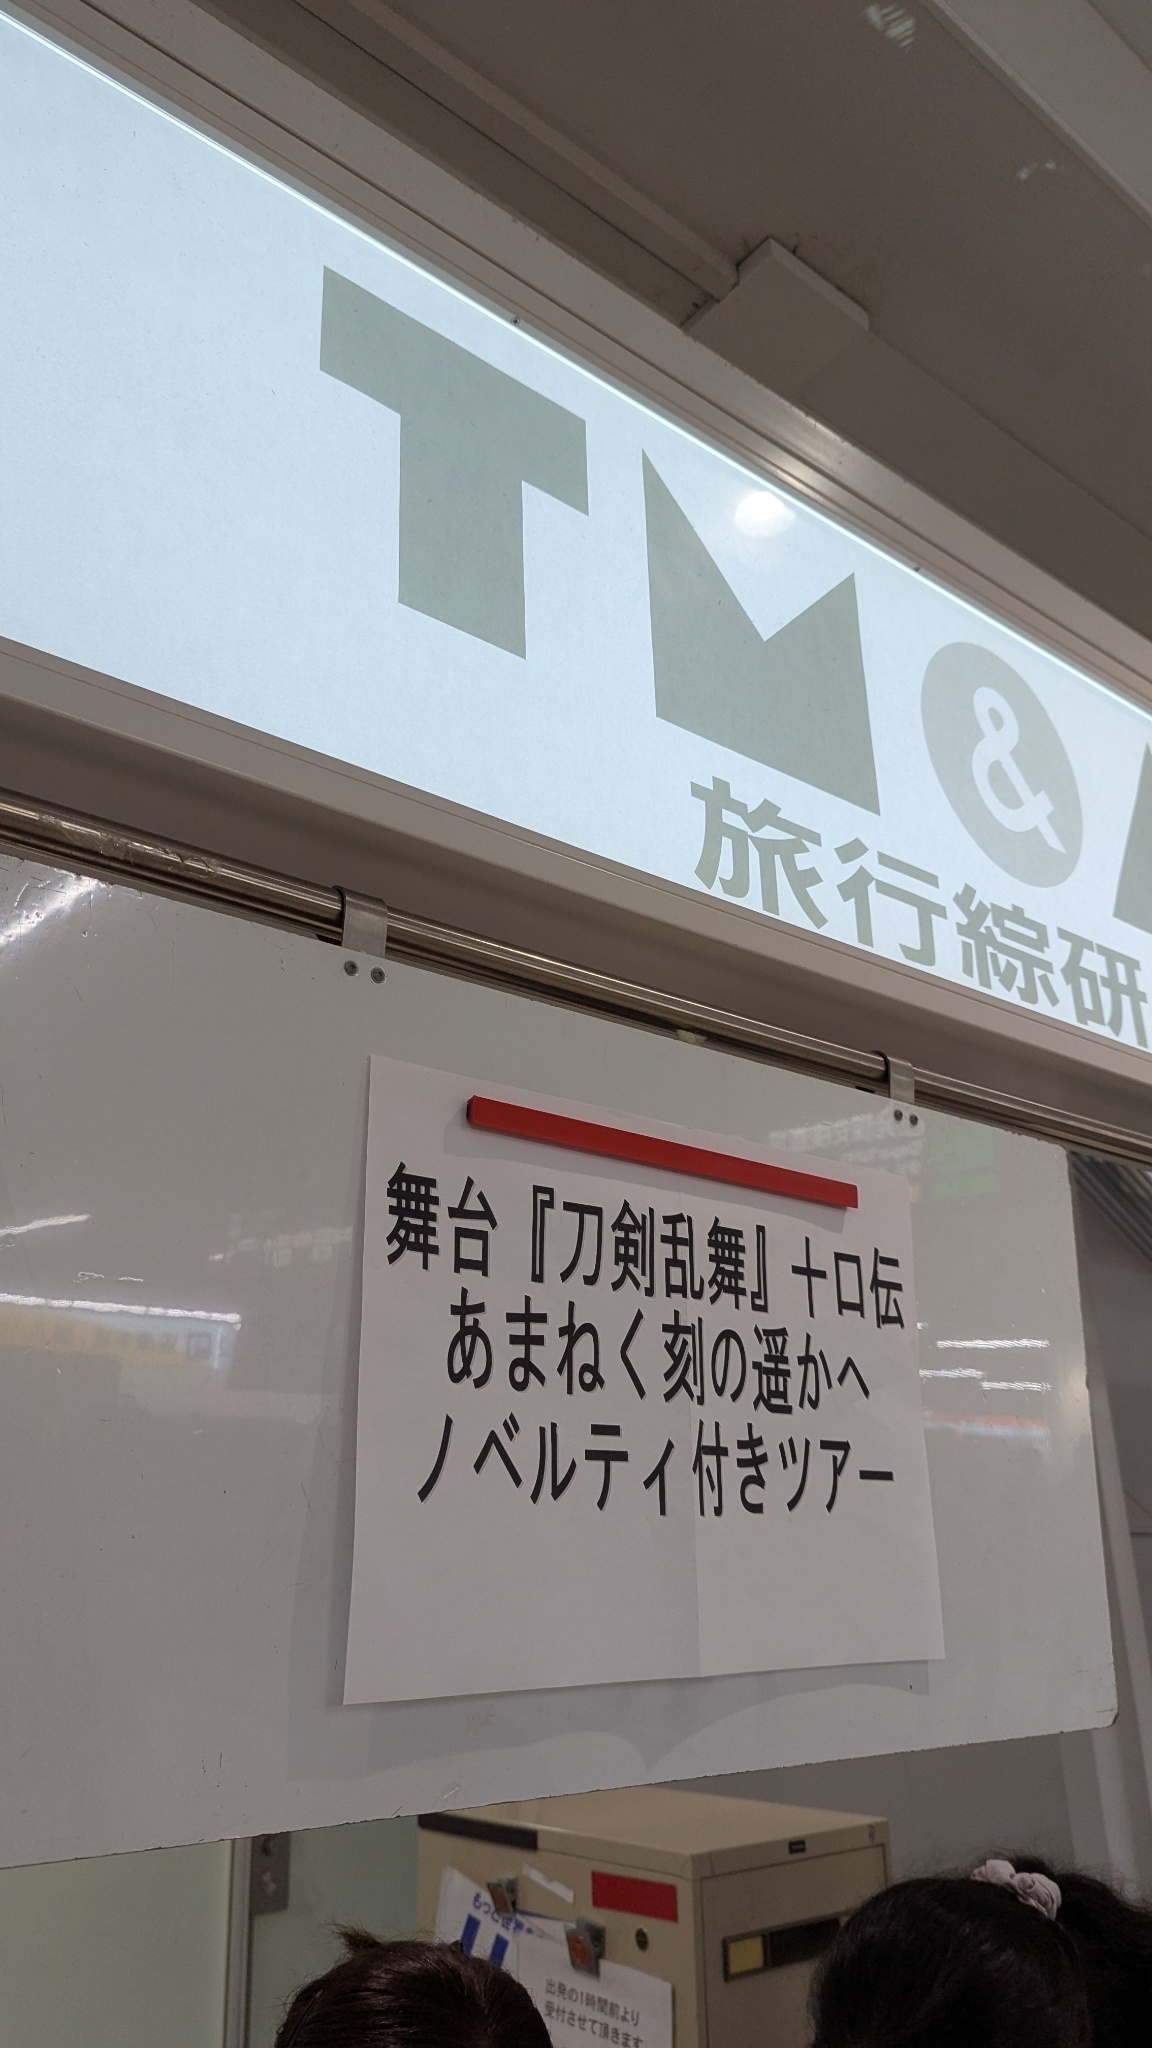 TM &
旅行綜研
舞台『刀剣乱舞』十口伝
あまねく刻の遥かへ
ノベルティ付きツアー
出発の1時間前より
受付させて頂きます